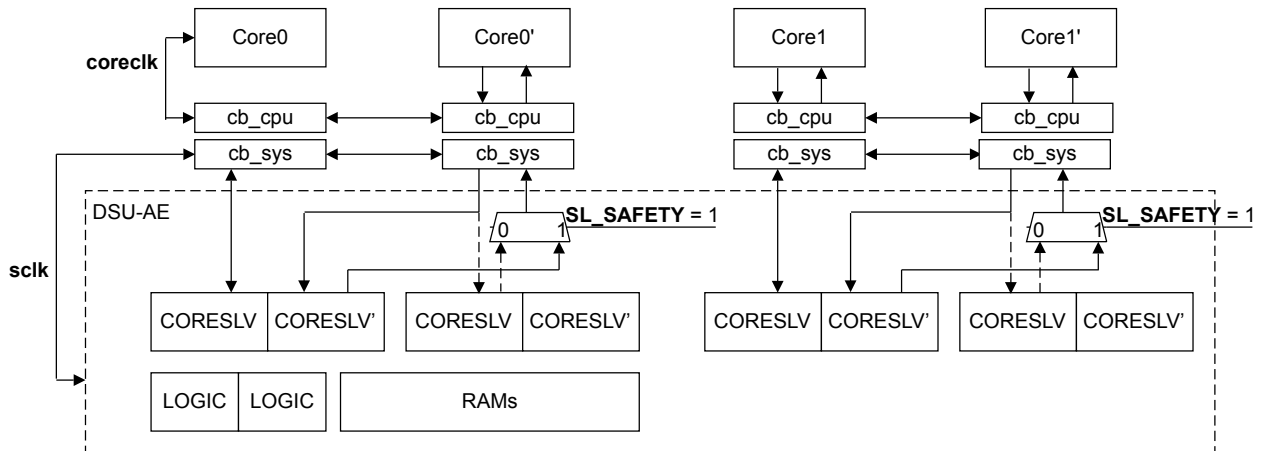 Core0
Core0'
Core1
Core1'
coreclk
cb_cpu
cb_cpu
cb_cpu
cb_cpu
cb_sys
cb_sys
cb_sys
cb_sys
DSU-AE
SL_SAFETY = 1
SL_SAFETY = 1
0 1
0 1
sclk
CORESLV CORESLV’
CORESLV CORESLV’
CORESLV CORESLV’
CORESLV CORESLV’
LOGIC LOGIC
RAMs